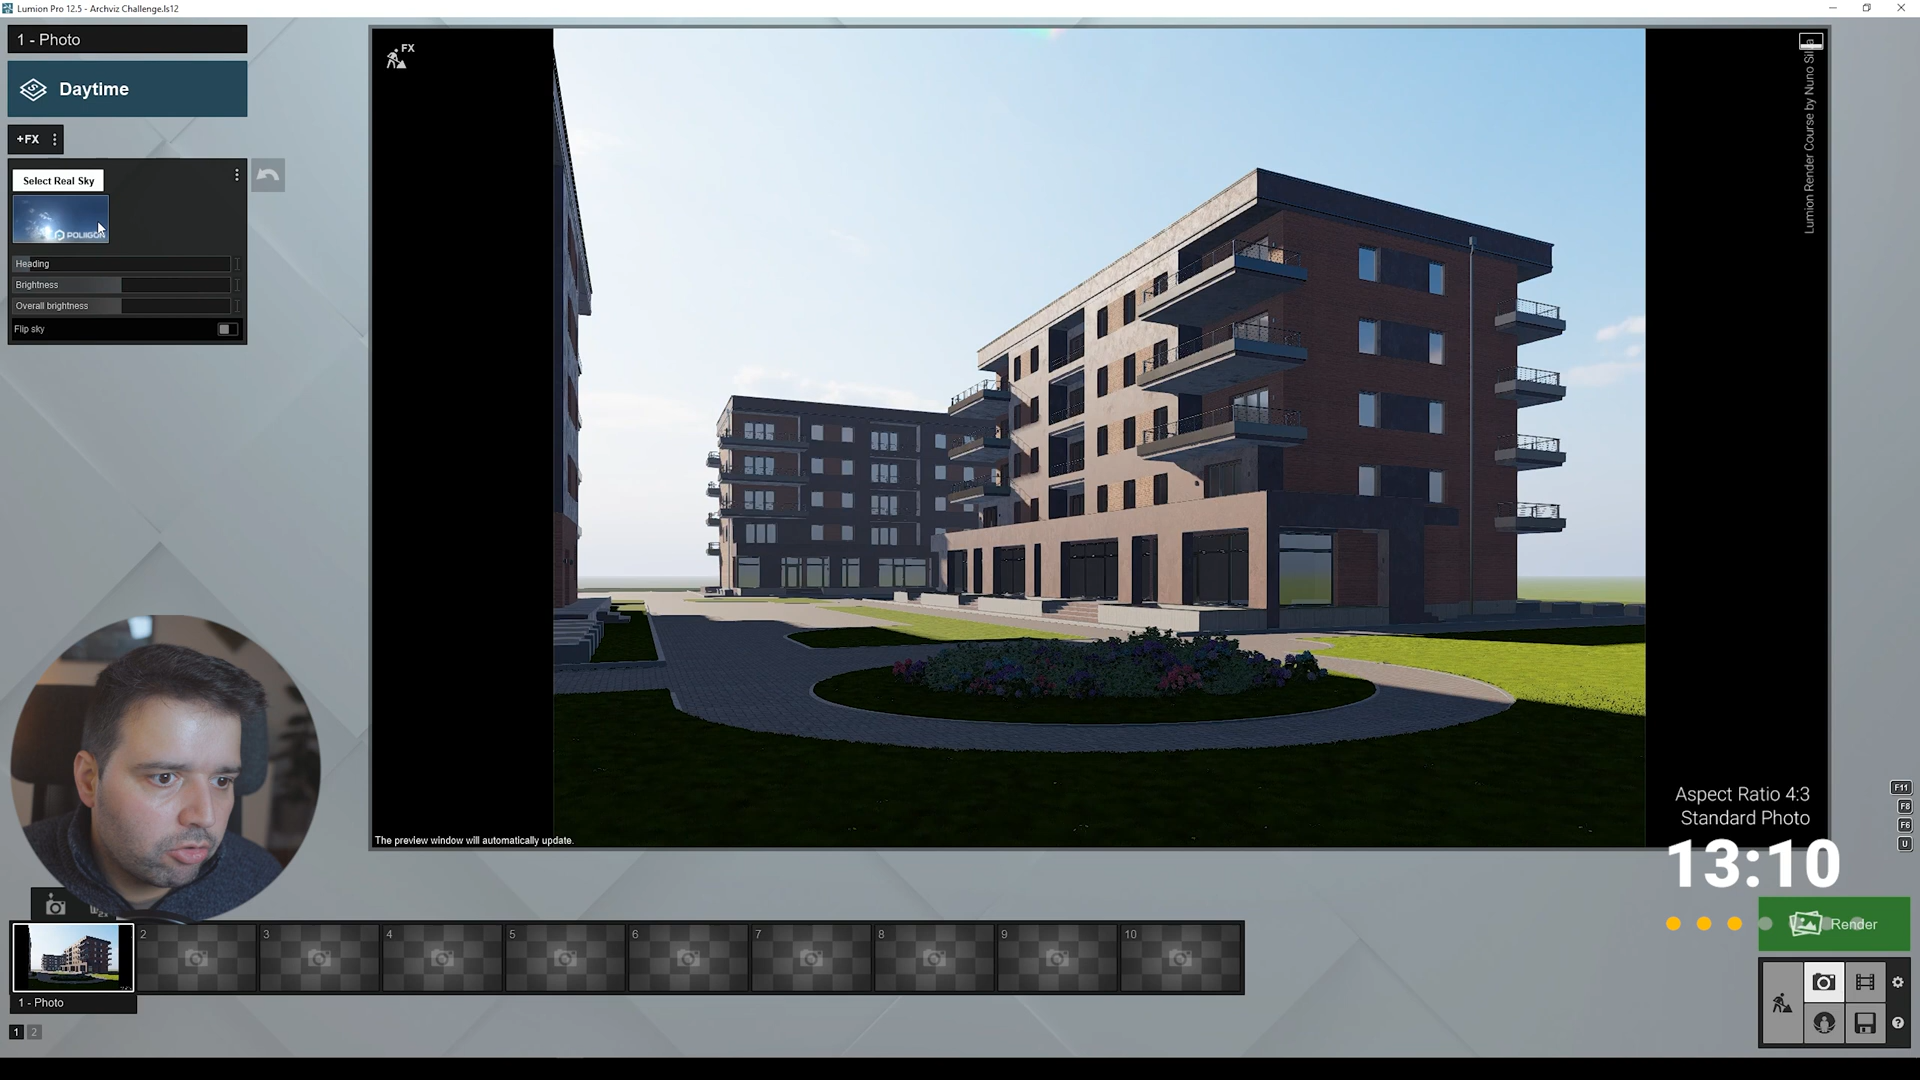 Lumion Pro 12.5 - Archviz Challenge.ls12
1 - Photo
Daytime
+FX
Select Real Sky
POLIIGON
Heading
Brightness
Overall brightness
Flip sky
FX
Lumion Render Course by Nuno Silva
The preview window will automatically update.
Aspect Ratio 4:3
Standard Photo
13:10
F11
F8
F6
U
Render
2
3
4
5
6
7
8
9
10
1 - Photo
1
2
?